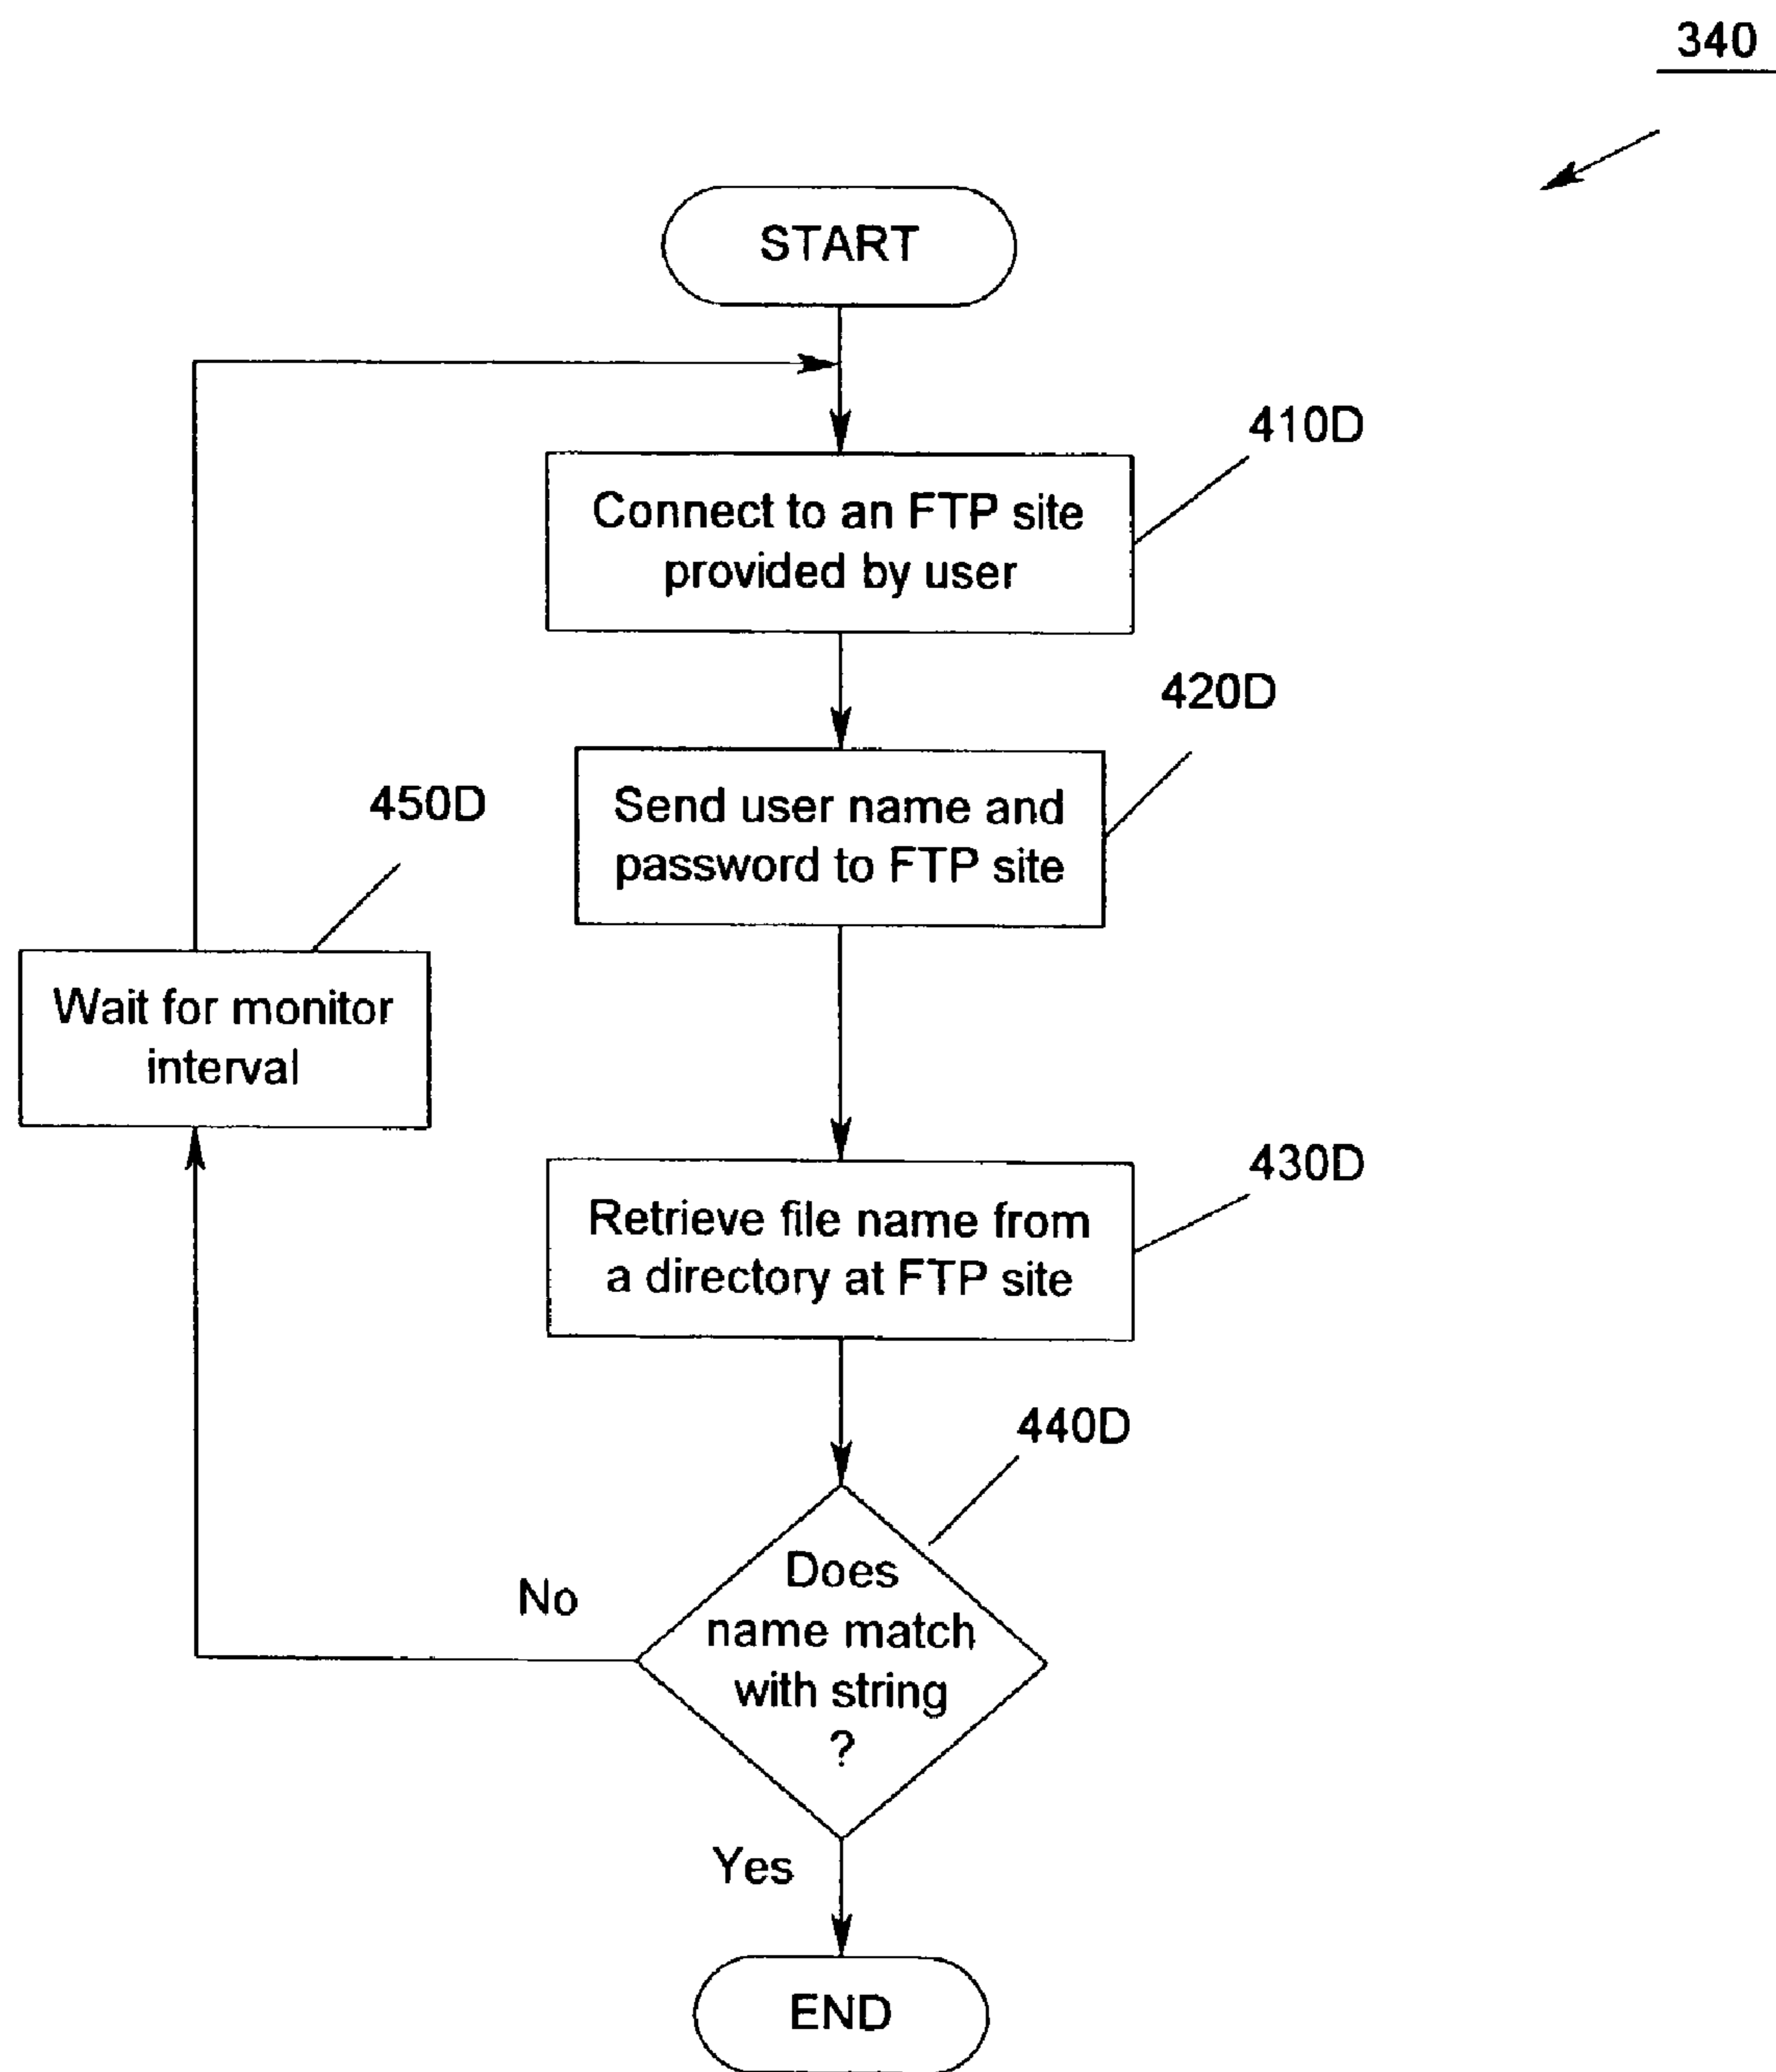 340
START
410D
Connect to an FTP site
provided by user
420D
Send user name and
password to FTP site
450D
Wait for monitor
interval
430D
Retrieve file name from
a directory at FTP site
440D
Does
name match
with string
?
No
Yes
END